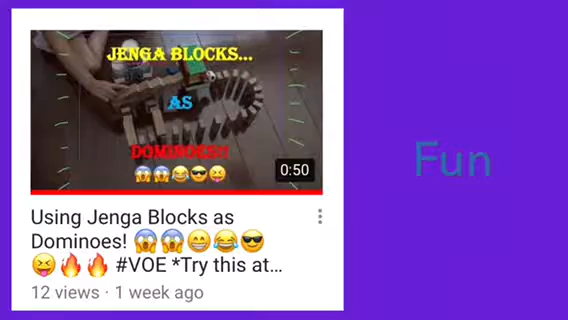 JENGA BLOCKS...
AS
DOMINOES!!
😱😱😂😎😝
0:50
Using Jenga Blocks as
Dominoes! 😱😱😁😂😎
😝🔥🔥 #VOE *Try this at...
12 views · 1 week ago
Fun